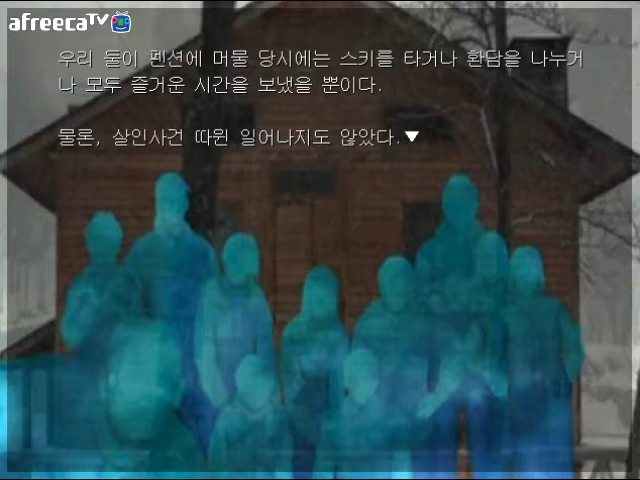 afreecaTV
우리 둘이 펜션에 머물 당시에는 스키를 타거나 환담을 나누거
나 모두 즐거운 시간을 보냈을 뿐이다.
물론, 살인사건 따윈 일어나지도 않았다.▼